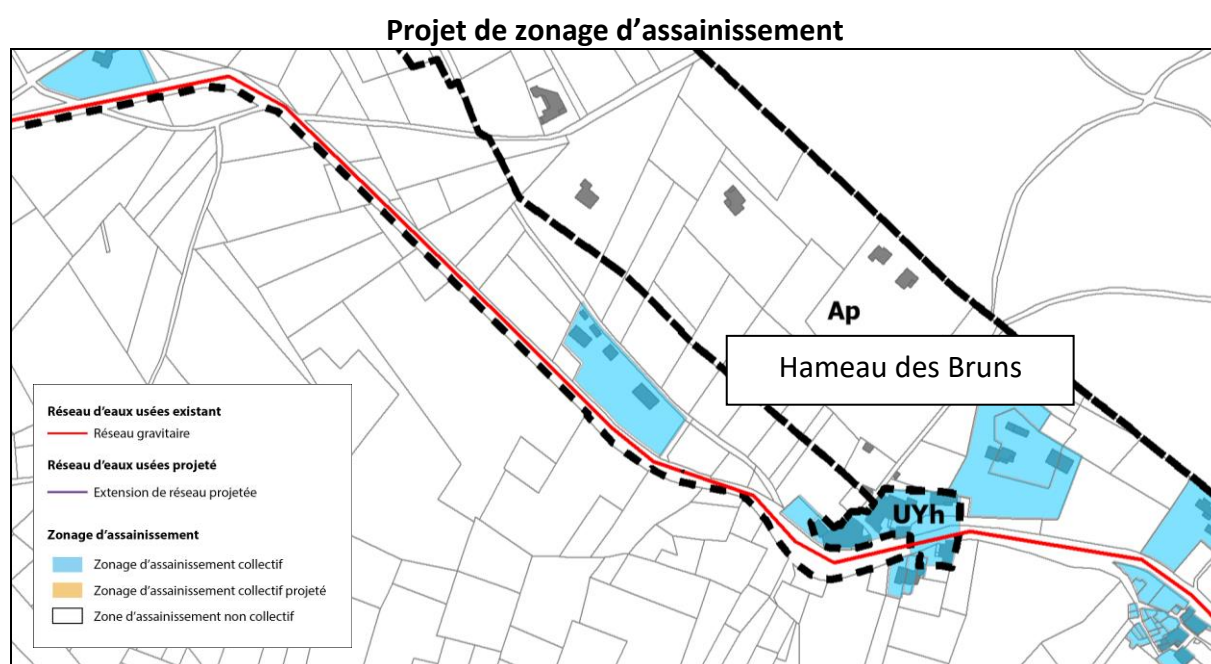 Projet de zonage d’assainissement
Ap
Hameau des Bruns
UYh
Réseau d’eaux usées existant
Réseau gravitaire
Réseau d’eaux usées projeté
Extension de réseau projetée
Zonage d’assainissement
Zonage d’assainissement collectif
Zonage d’assainissement collectif projeté
Zone d’assainissement non collectif